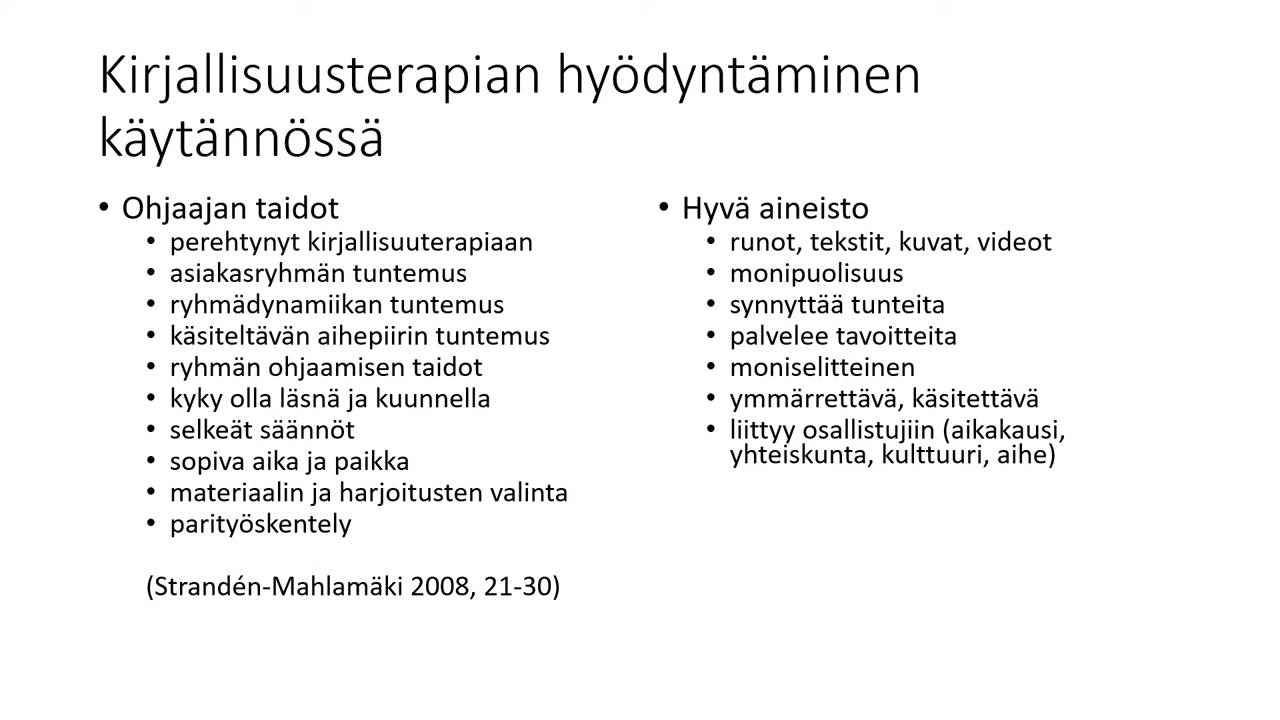 Kirjallisuusterapian hyödyntäminen
käytännössä
• Ohjaajan taidot
• perehtynyt kirjallisuuterapiaan
• asiakasryhmän tuntemus
• ryhmädynamiikan tuntemus
• käsiteltävän aihepiirin tuntemus
• ryhmän ohjaamisen taidot
• kyky olla läsnä ja kuunnella
• selkeät säännöt
• sopiva aika ja paikka
• materiaalin ja harjoitusten valinta
• parityöskentely
(Strandén-Mahlamäki 2008, 21-30)
• Hyvä aineisto
• runot, tekstit, kuvat, videot
• monipuolisuus
• synnyttää tunteita
• palvelee tavoitteita
• moniselitteinen
• ymmärrettävä, käsitettävä
• liittyy osallistujiin (aikakausi,
yhteiskunta, kulttuuri, aihe)